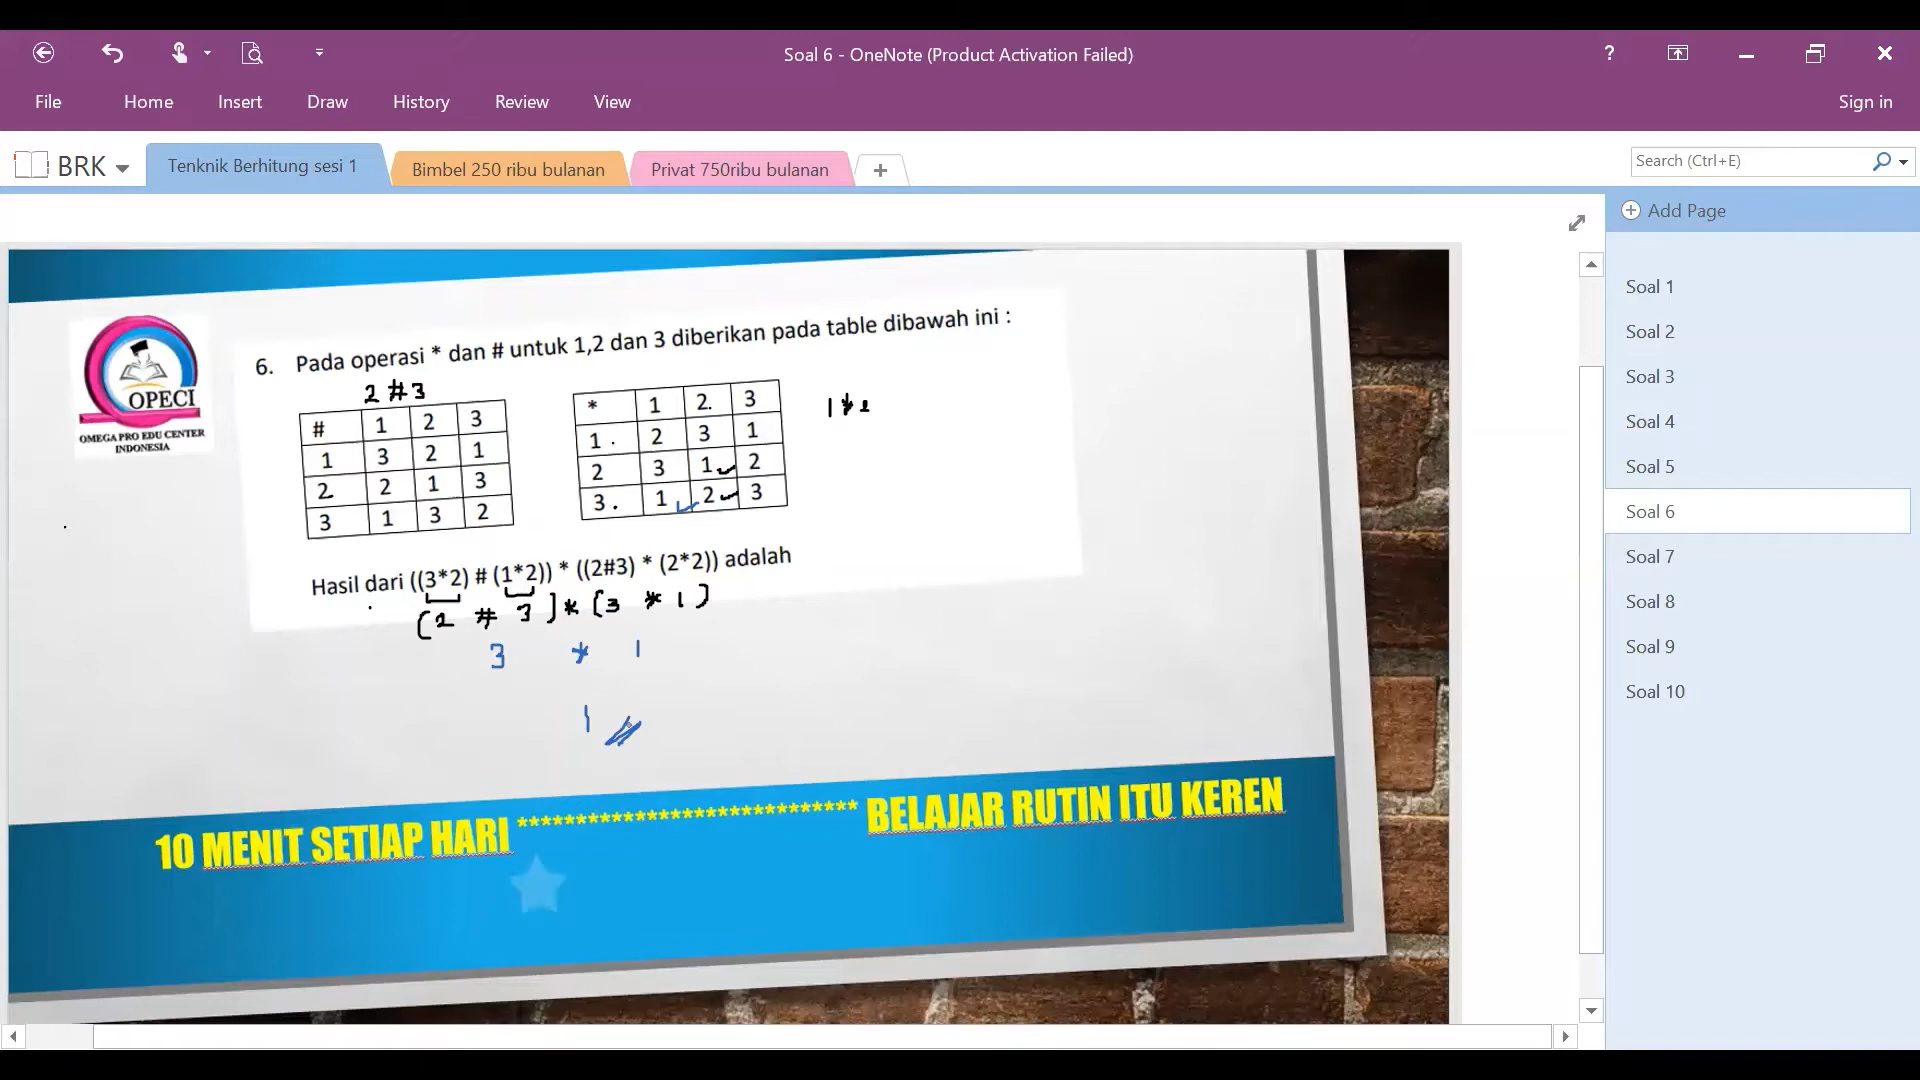 Soal 6 - OneNote (Product Activation Failed)
?
File Home Insert Draw History Review View Sign in
BRK Tenknik Berhitung sesi 1 Bimbel 250 ribu bulanan Privat 750ribu bulanan +
Search (Ctrl+E)
Add Page
Soal 1
Soal 2
Soal 3
Soal 4
Soal 5
Soal 6
Soal 7
Soal 8
Soal 9
Soal 10
OPECI
OMEGA PRO EDU CENTER
INDONESIA
6. Pada operasi * dan # untuk 1,2 dan 3 diberikan pada table dibawah ini :
2 # 3
# 1 2 3
1 3 2 1
2 2 1 3
3 1 3 2
* 1 2. 3
1 . 2 3 1
2 3 1 2
3 . 1 2 3
Hasil dari ((3*2) # (1*2)) * ((2#3) * (2*2)) adalah
[2 # 3] * [3 * 1]
3 * 1
1
10 MENIT SETIAP HARI **************************** BELAJAR RUTIN ITU KEREN